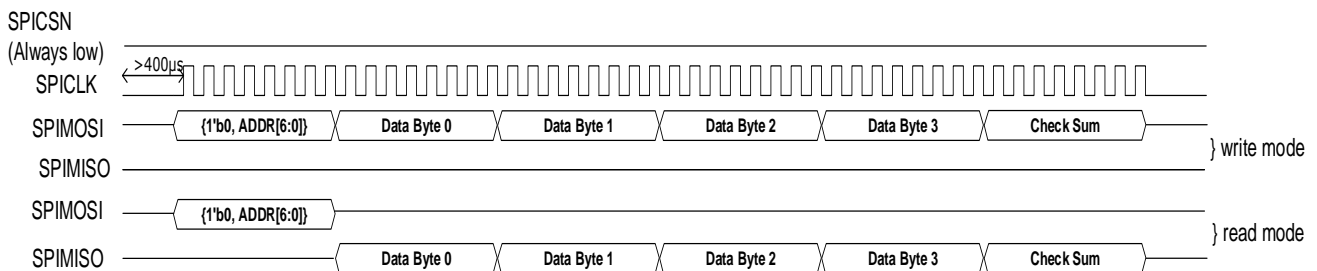 SPICSN
(Always low)
>400µs
SPICLK
SPIMOSI {1'b0, ADDR[6:0]} Data Byte 0 Data Byte 1 Data Byte 2 Data Byte 3 Check Sum
} write mode
SPIMISO
SPIMOSI {1'b0, ADDR[6:0]}
} read mode
SPIMISO Data Byte 0 Data Byte 1 Data Byte 2 Data Byte 3 Check Sum